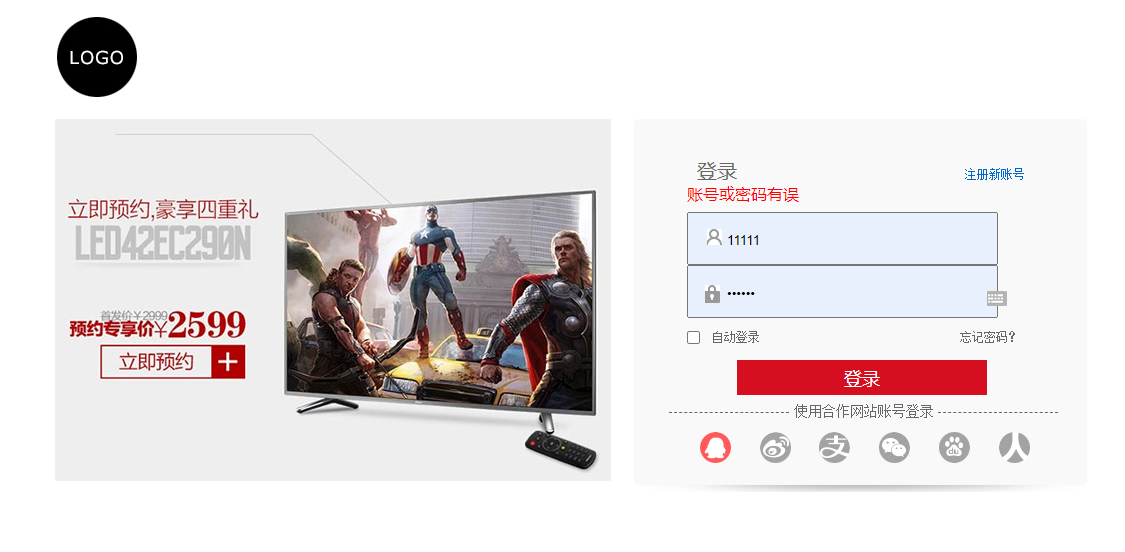 LOGO
立即预约,豪享四重礼
LED42EC290N
首发价￥2999
预约专享价￥2599
立即预约 +
登录
注册新账号
账号或密码有误
11111
••••••
自动登录
忘记密码?
登录
使用合作网站账号登录
支
du